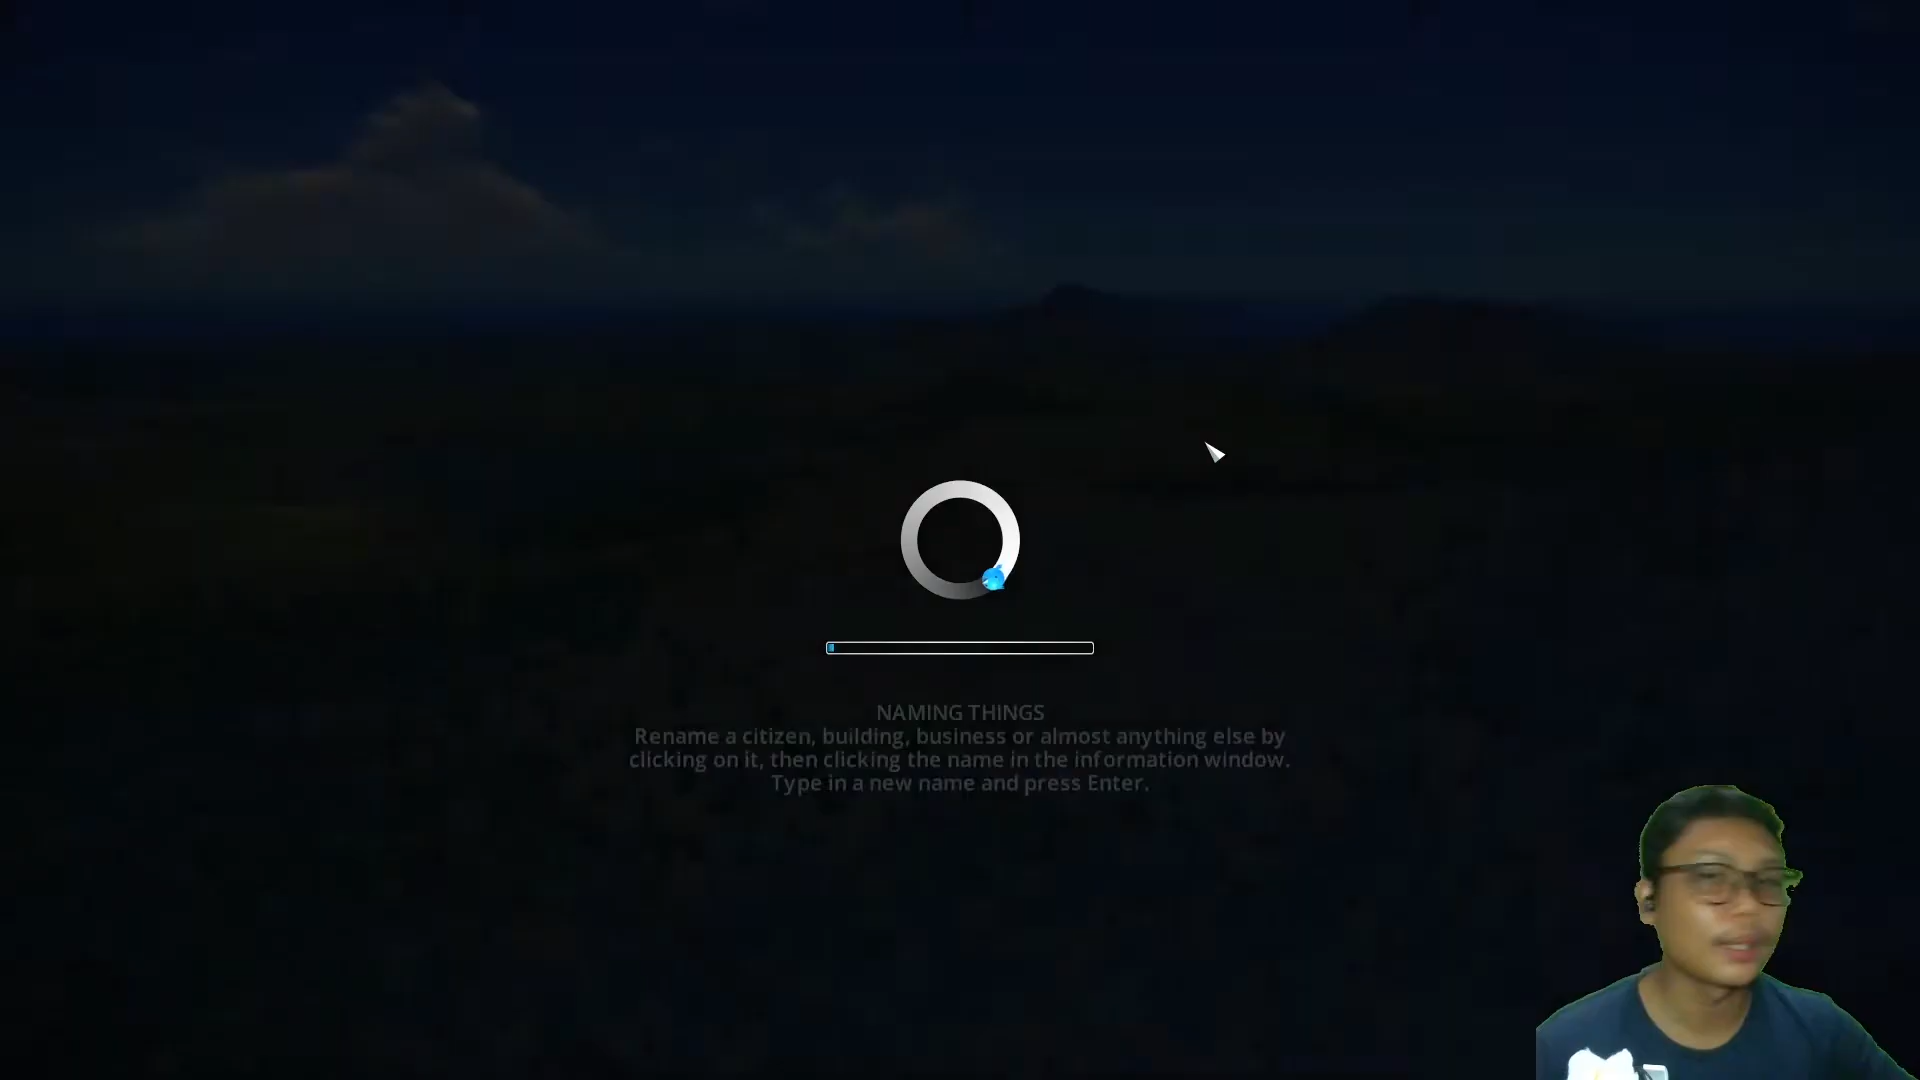 NAMING THINGS
Rename a citizen, building, business or almost anything else by
clicking on it, then clicking the name in the information window.
Type in a new name and press Enter.